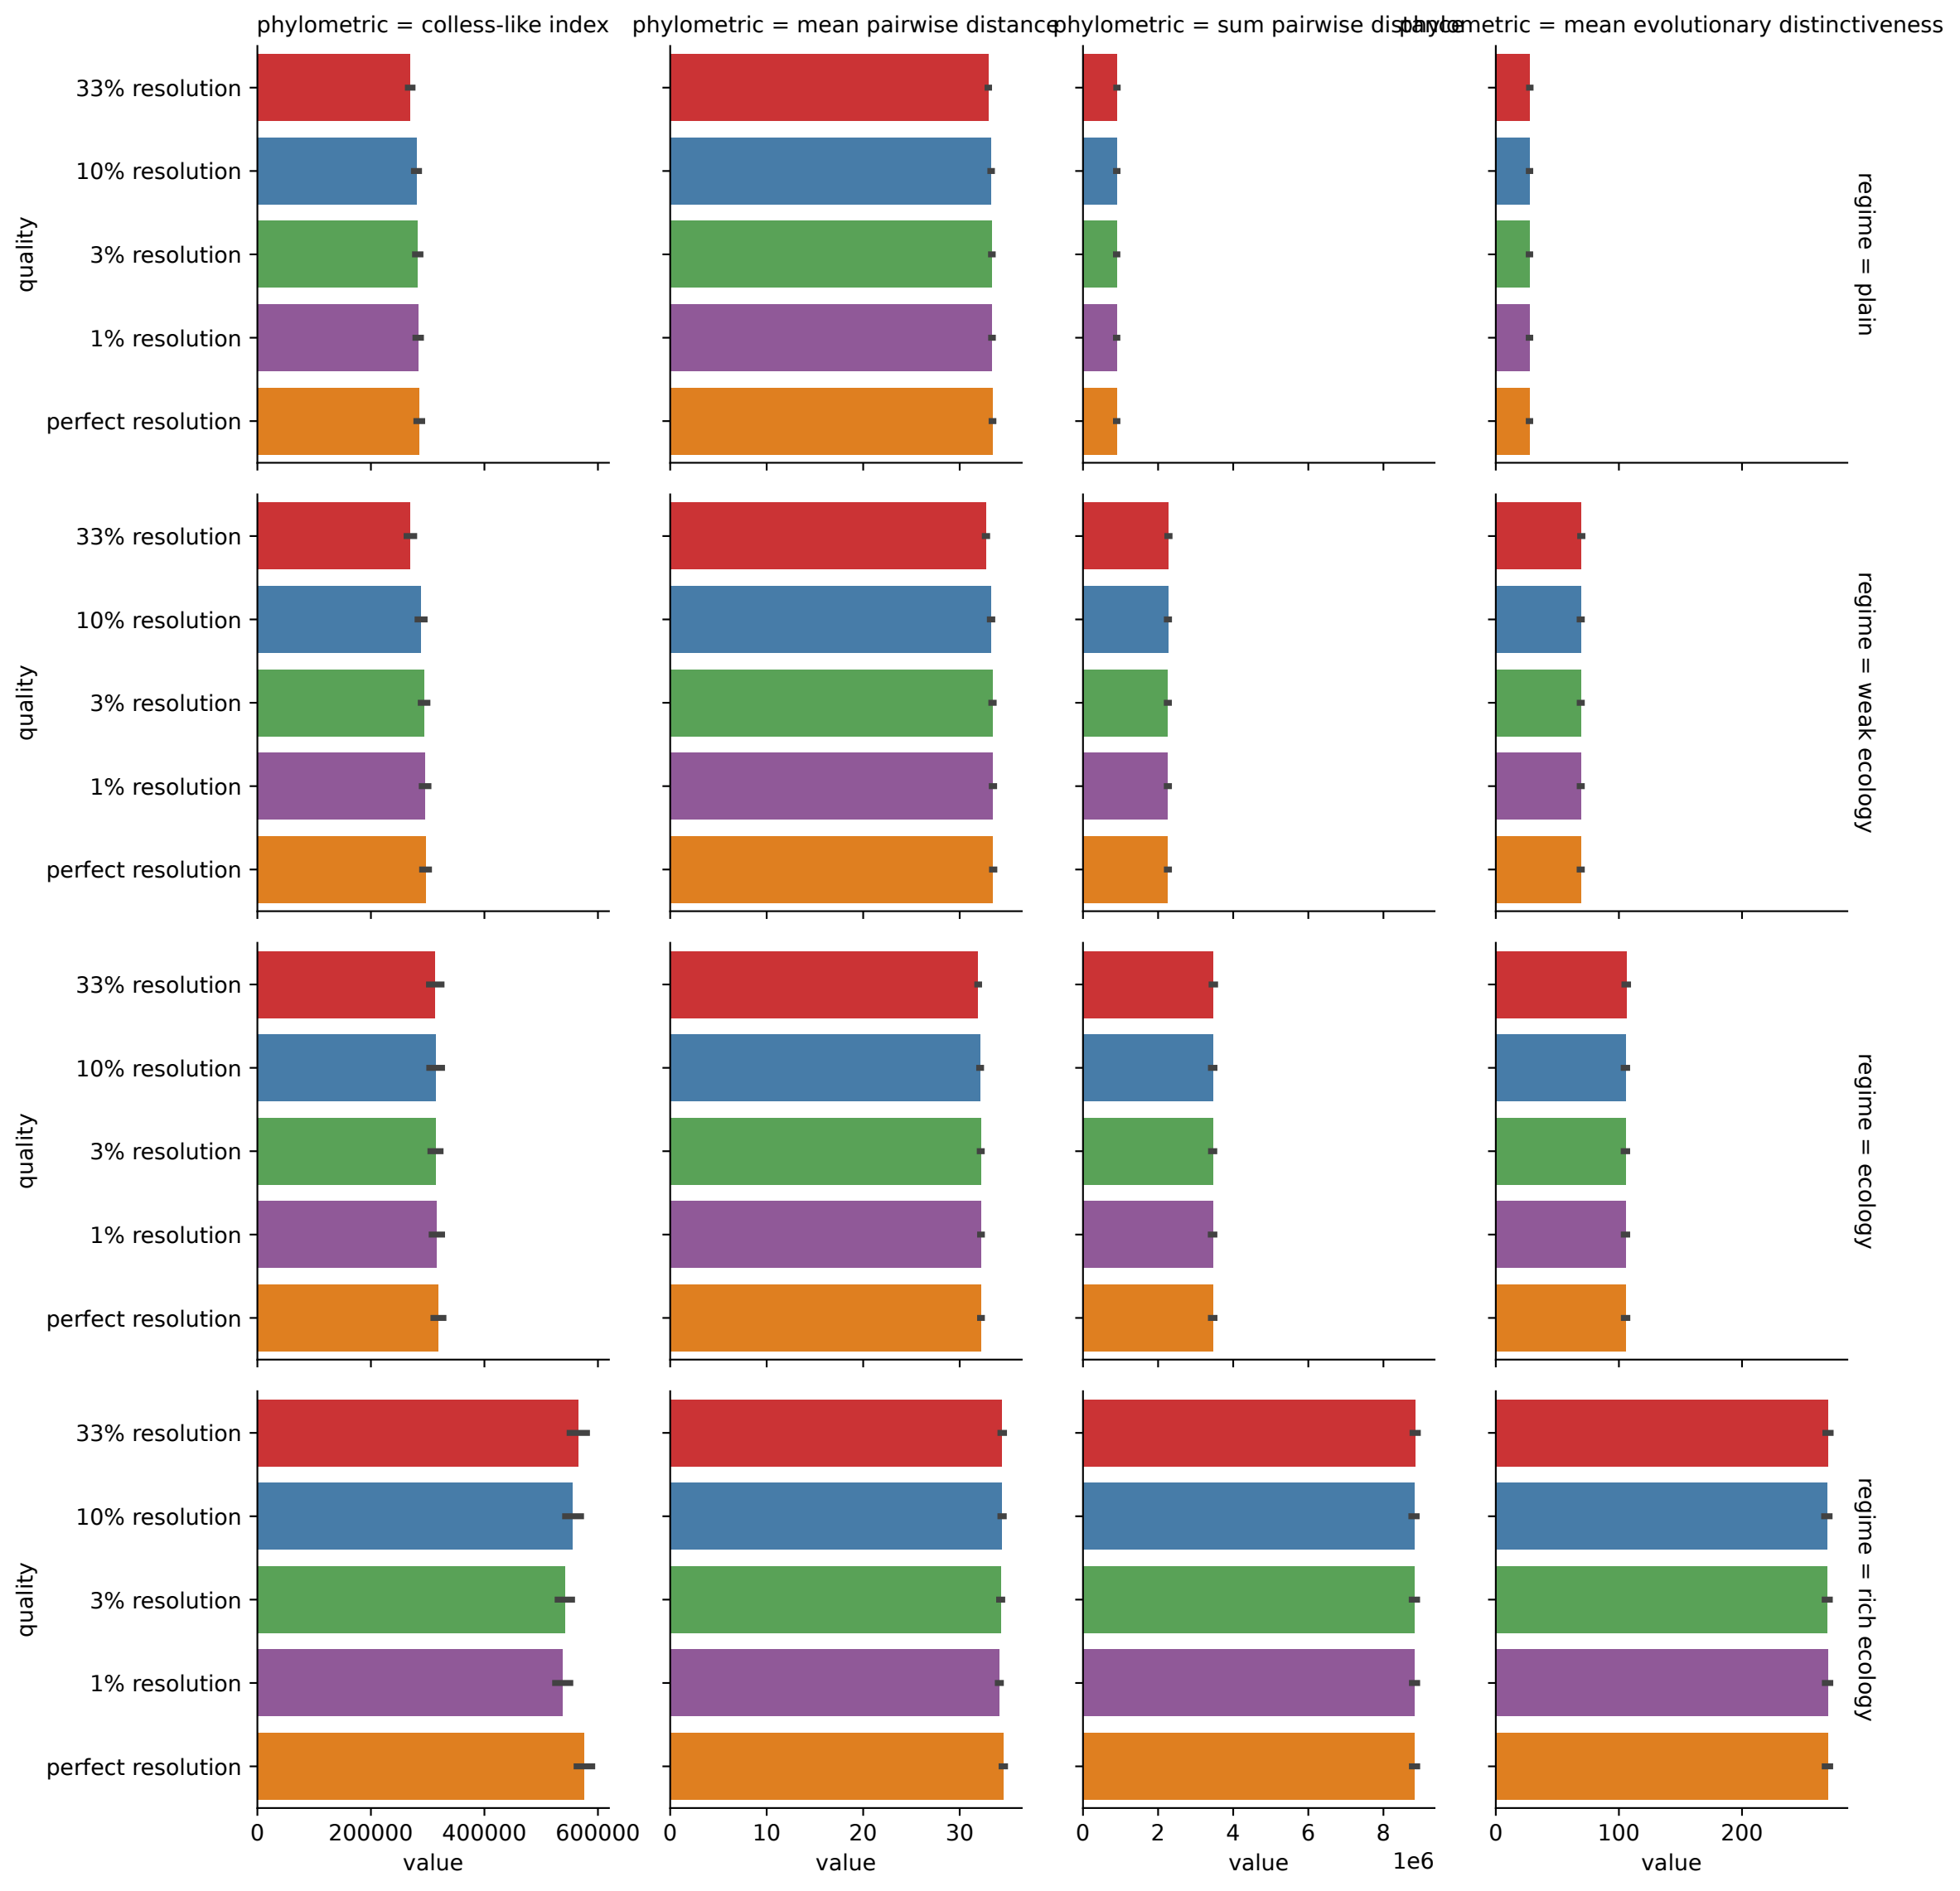 phylometric = colless-like index
phylometric = mean pairwise distance
phylometric = sum pairwise distance
phylometric = mean evolutionary distinctiveness
quality
33% resolution
10% resolution
3% resolution
1% resolution
perfect resolution
regime = plain
quality
33% resolution
10% resolution
3% resolution
1% resolution
perfect resolution
regime = weak ecology
quality
33% resolution
10% resolution
3% resolution
1% resolution
perfect resolution
regime = ecology
quality
33% resolution
10% resolution
3% resolution
1% resolution
perfect resolution
regime = rich ecology
0 200000 400000 600000
value
0 10 20 30
value
0 2 4 6 8
1e6
value
0 100 200
value